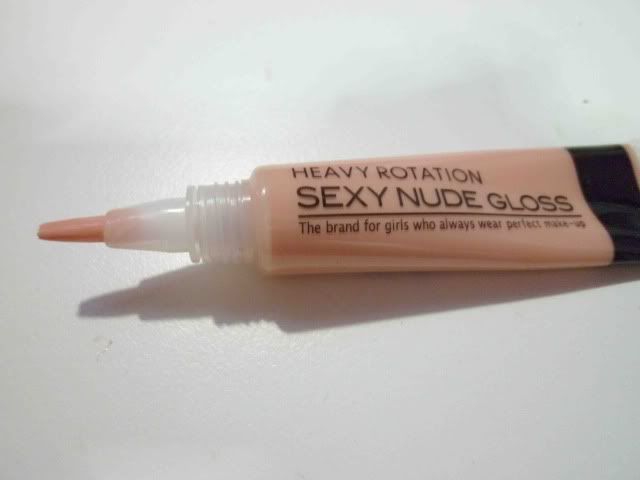 HEAVY ROTATION
SEXY NUDE GLOSS
The brand for girls who always wear perfect make-up